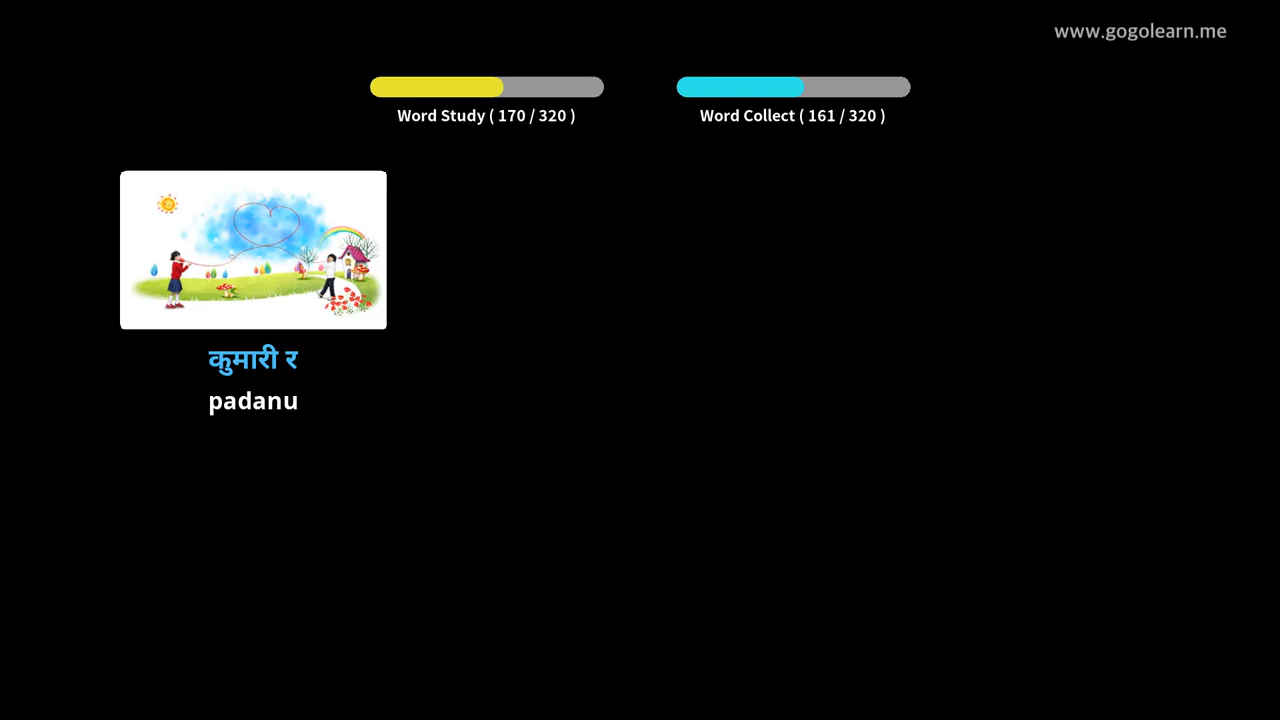 www.gogolearn.me
Word Study ( 170 / 320 )
Word Collect ( 161 / 320 )
कुमारी र
padanu